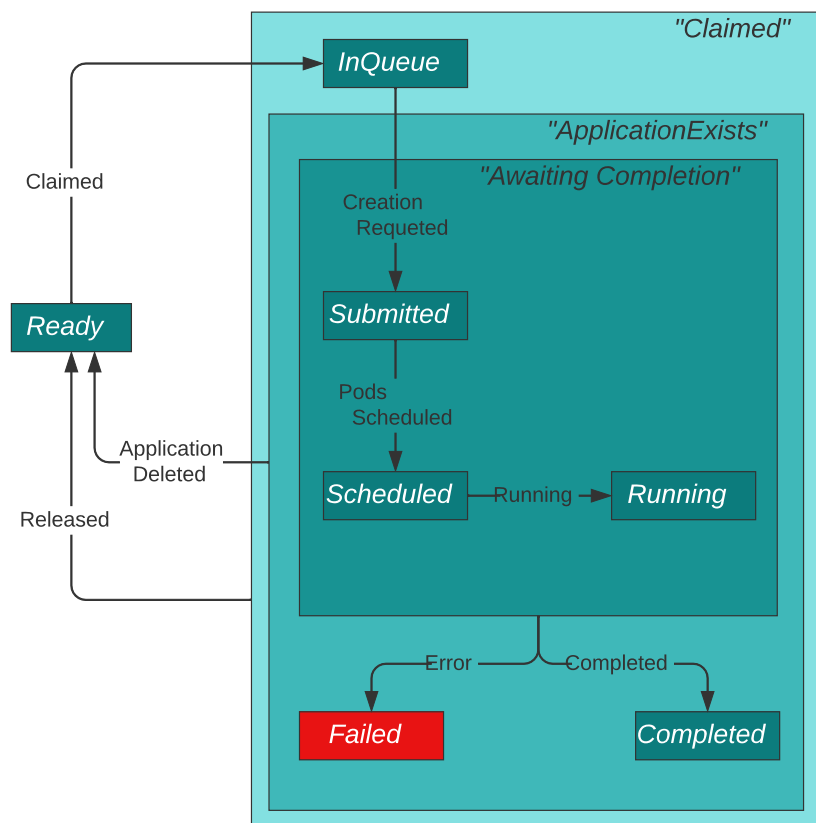 "Claimed"
InQueue
"ApplicationExists"
"Awaiting Completion"
Claimed
Creation
Requeted
Ready
Submitted
Pods
Scheduled
Application
Deleted
Scheduled
Running
Running
Released
Error
Completed
Failed
Completed